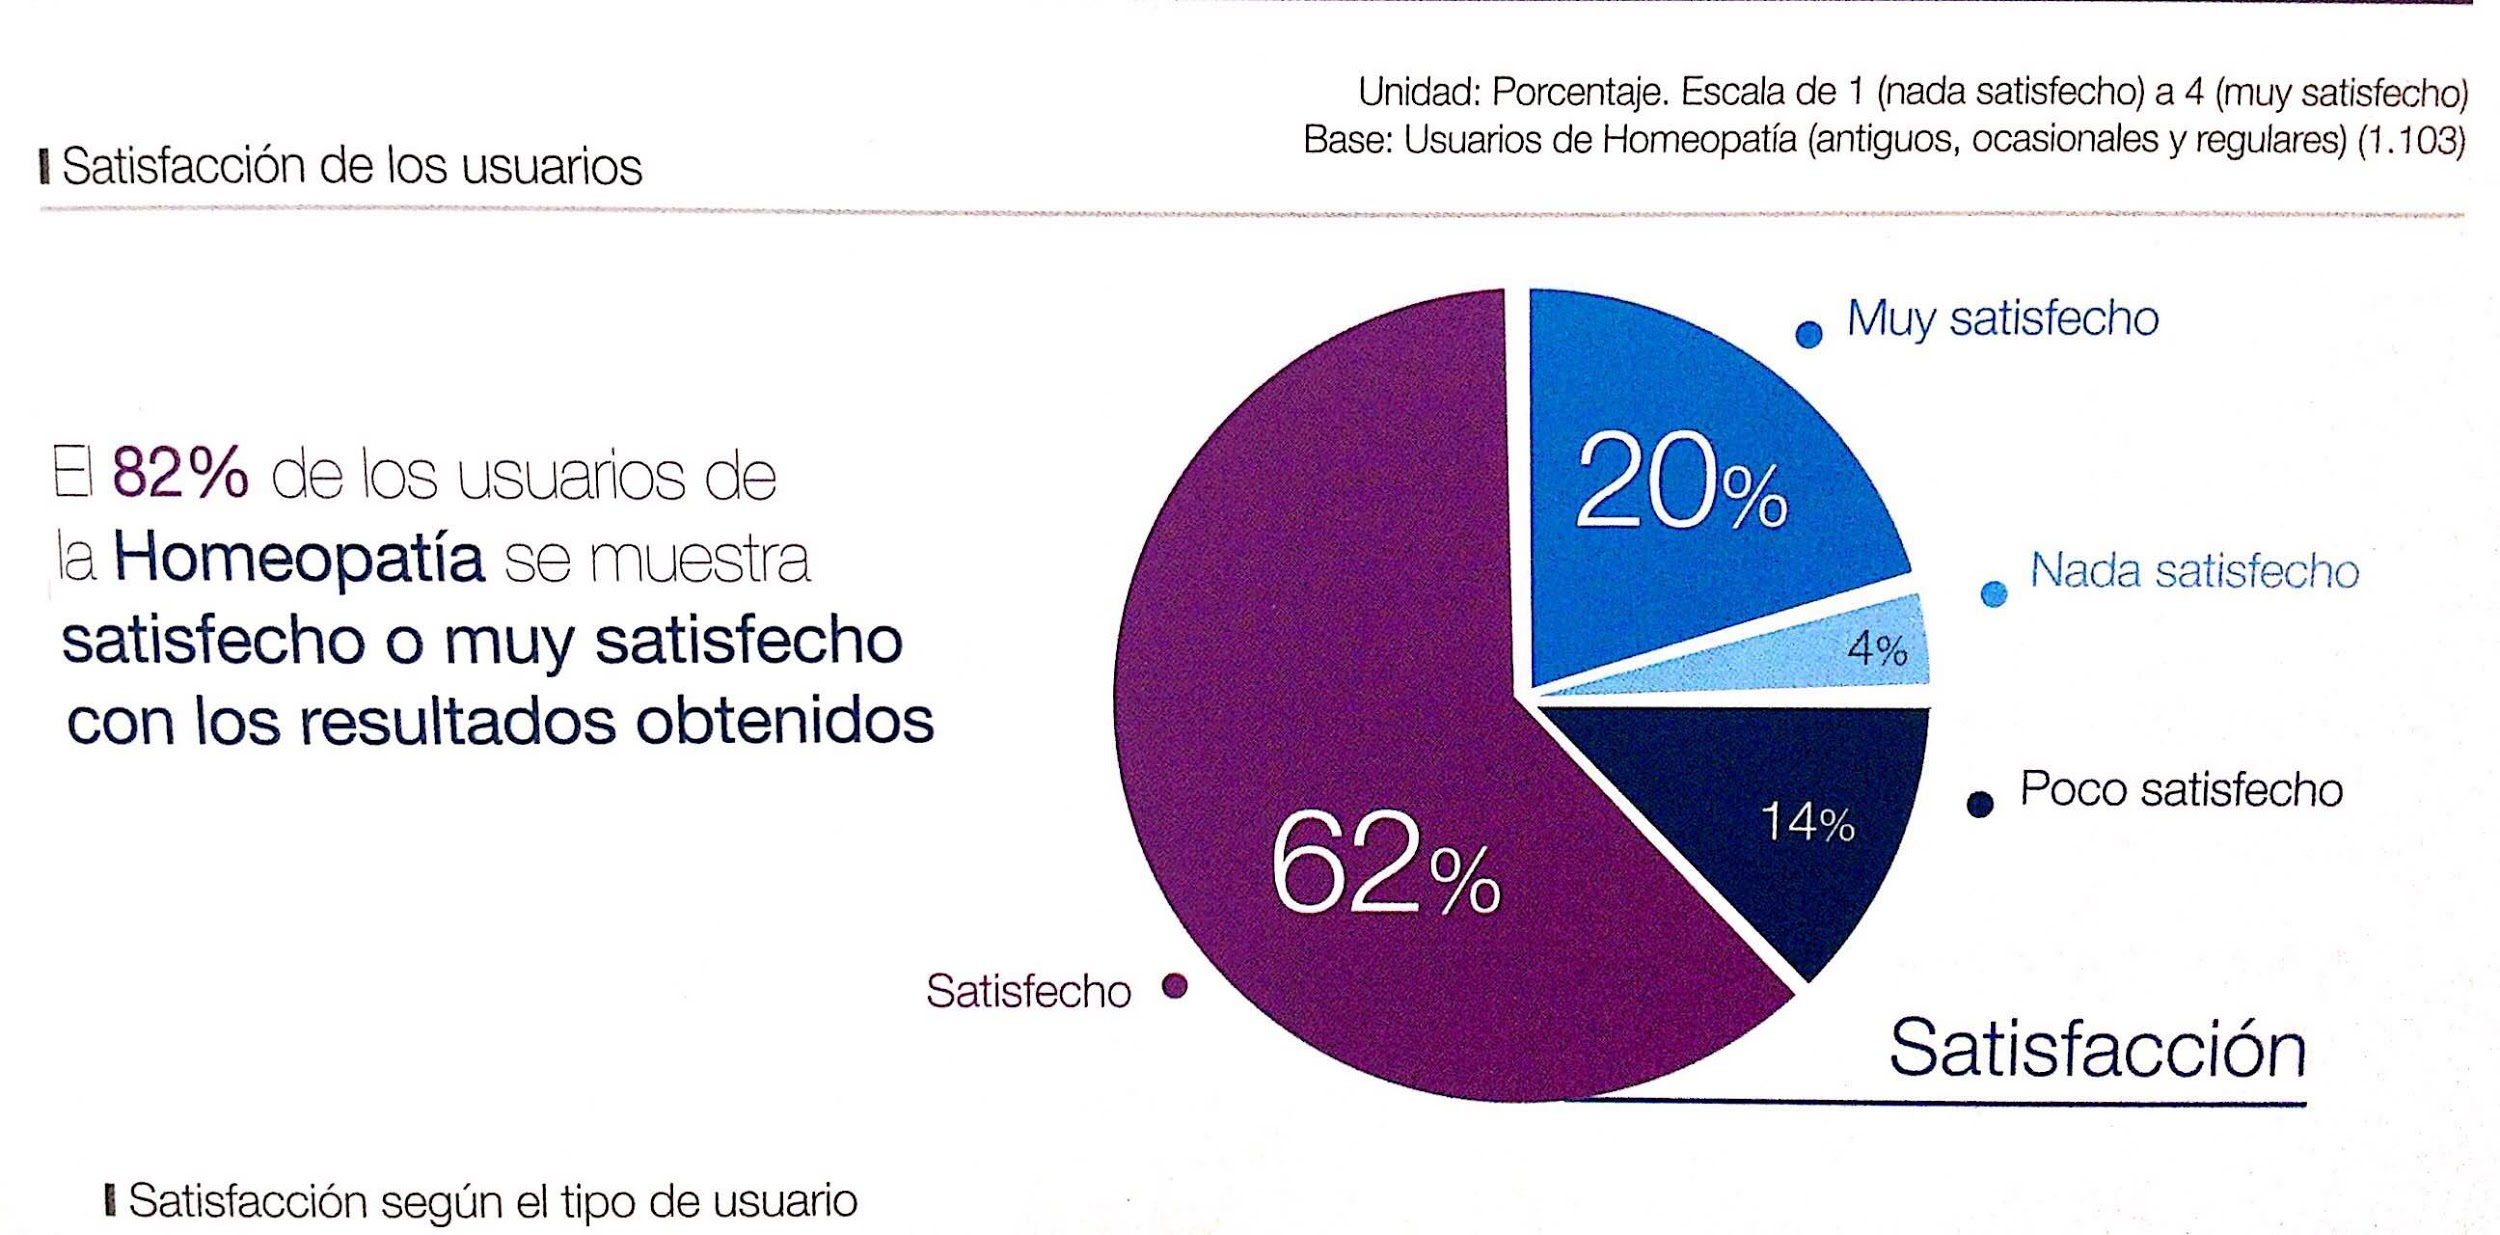 Unidad: Porcentaje. Escala de 1 (nada satisfecho) a 4 (muy satisfecho)
Base: Usuarios de Homeopatía (antiguos, ocasionales y regulares) (1.103)
Satisfacción de los usuarios
El 82% de los usuarios de
la Homeopatía se muestra
satisfecho o muy satisfecho
con los resultados obtenidos
Muy satisfecho
20%
Nada satisfecho
4%
Poco satisfecho
14%
62%
Satisfecho
Satisfacción
Satisfacción según el tipo de usuario